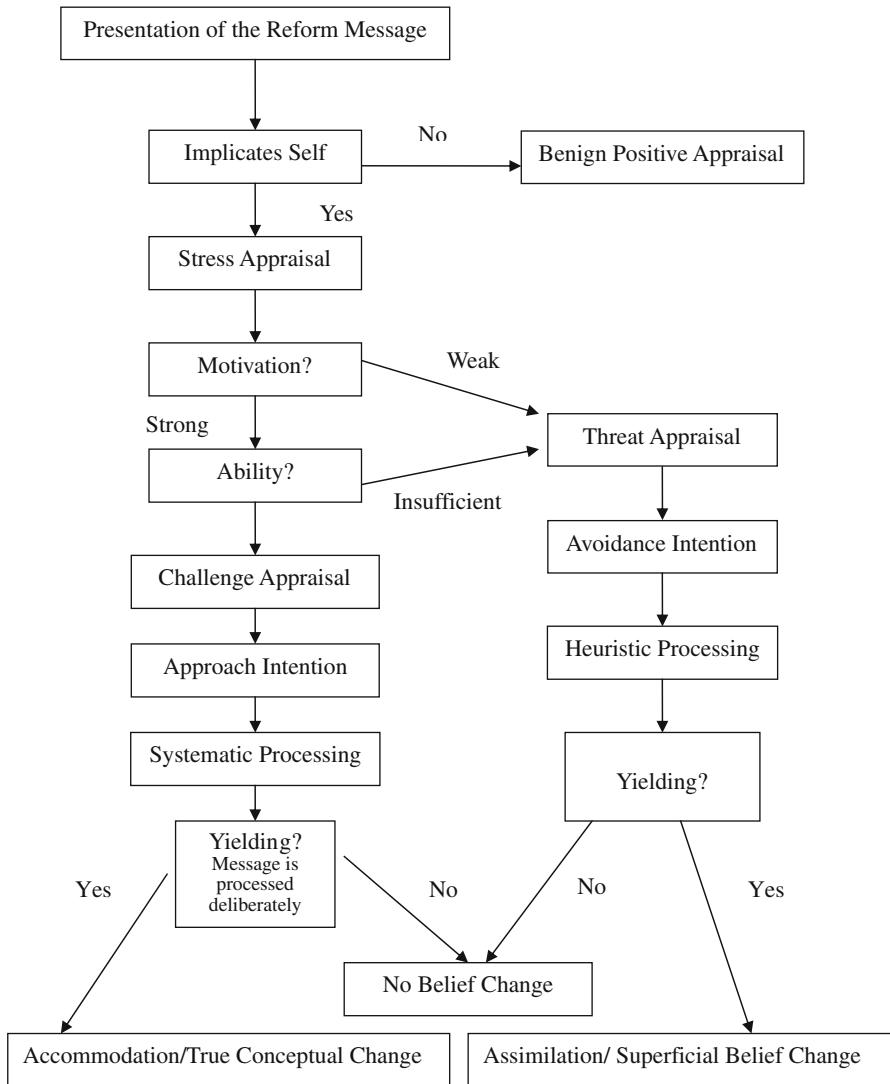 Presentation of the Reform Message
No
Implicates Self
Benign Positive Appraisal
Yes
Stress Appraisal
Motivation?
Weak
Strong
Threat Appraisal
Ability?
Insufficient
Avoidance Intention
Challenge Appraisal
Heuristic Processing
Approach Intention
Systematic Processing
Yielding?
Yielding?
Message is
processed
deliberately
Yes
No
No
Yes
No Belief Change
Accommodation/True Conceptual Change
Assimilation/ Superficial Belief Change